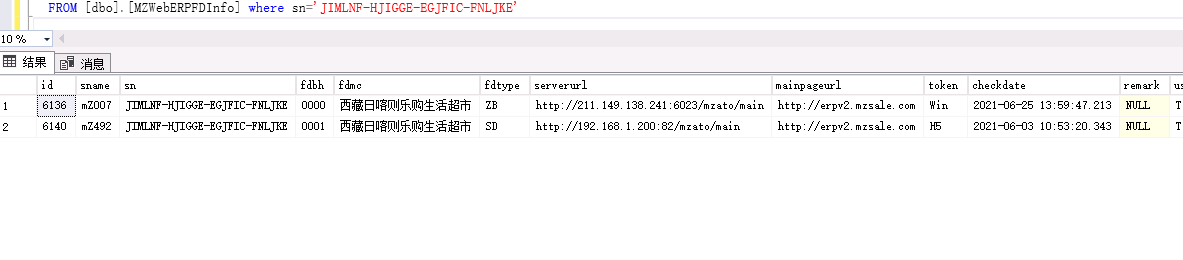 FROM [dbo].[MZWebERPFDInfo] where sn='JIMLNF-HJIGGE-EGJFIC-FNLJKE'
10 %
结果 消息
id sname sn fdbh fdmc fdtype serverurl mainpageurl token checkdate remark us
1 6136 mZ007 JIMLNF-HJIGGE-EGJFIC-FNLJKE 0000 西藏日喀则乐购生活超市 ZB http://211.149.138.241:6023/mzato/main http://erpv2.mzsale.com Win 2021-06-25 13:59:47.213 NULL T
2 6140 mZ492 JIMLNF-HJIGGE-EGJFIC-FNLJKE 0001 西藏日喀则乐购生活超市 SD http://192.168.1.200:82/mzato/main http://erpv2.mzsale.com H5 2021-06-03 10:53:20.343 NULL T